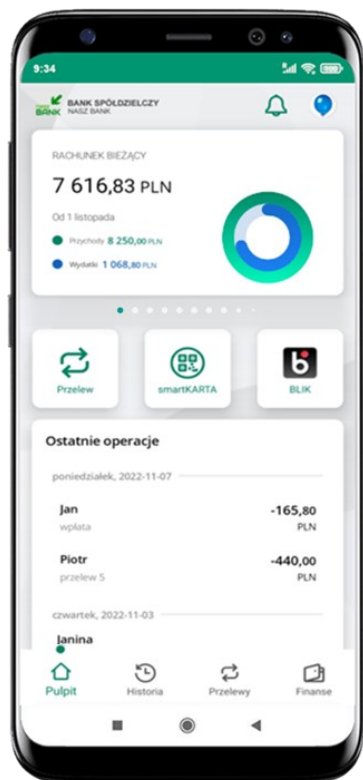 9:34
BANK SPÓŁDZIELCZY
NASZ BANK
RACHUNEK BIEŻĄCY
7 616,83 PLN
Od 1 listopada
Przychody 8 250,00 PLN
Wydatki 1 068,80 PLN
Przelew
smartKARTA
BLIK
Ostatnie operacje
poniedziałek, 2022-11-07
Jan -165,80
wpłata PLN
Piotr -440,00
przelew 5 PLN
czwartek, 2022-11-03
Janina
Pulpit Historia Przelewy Finanse